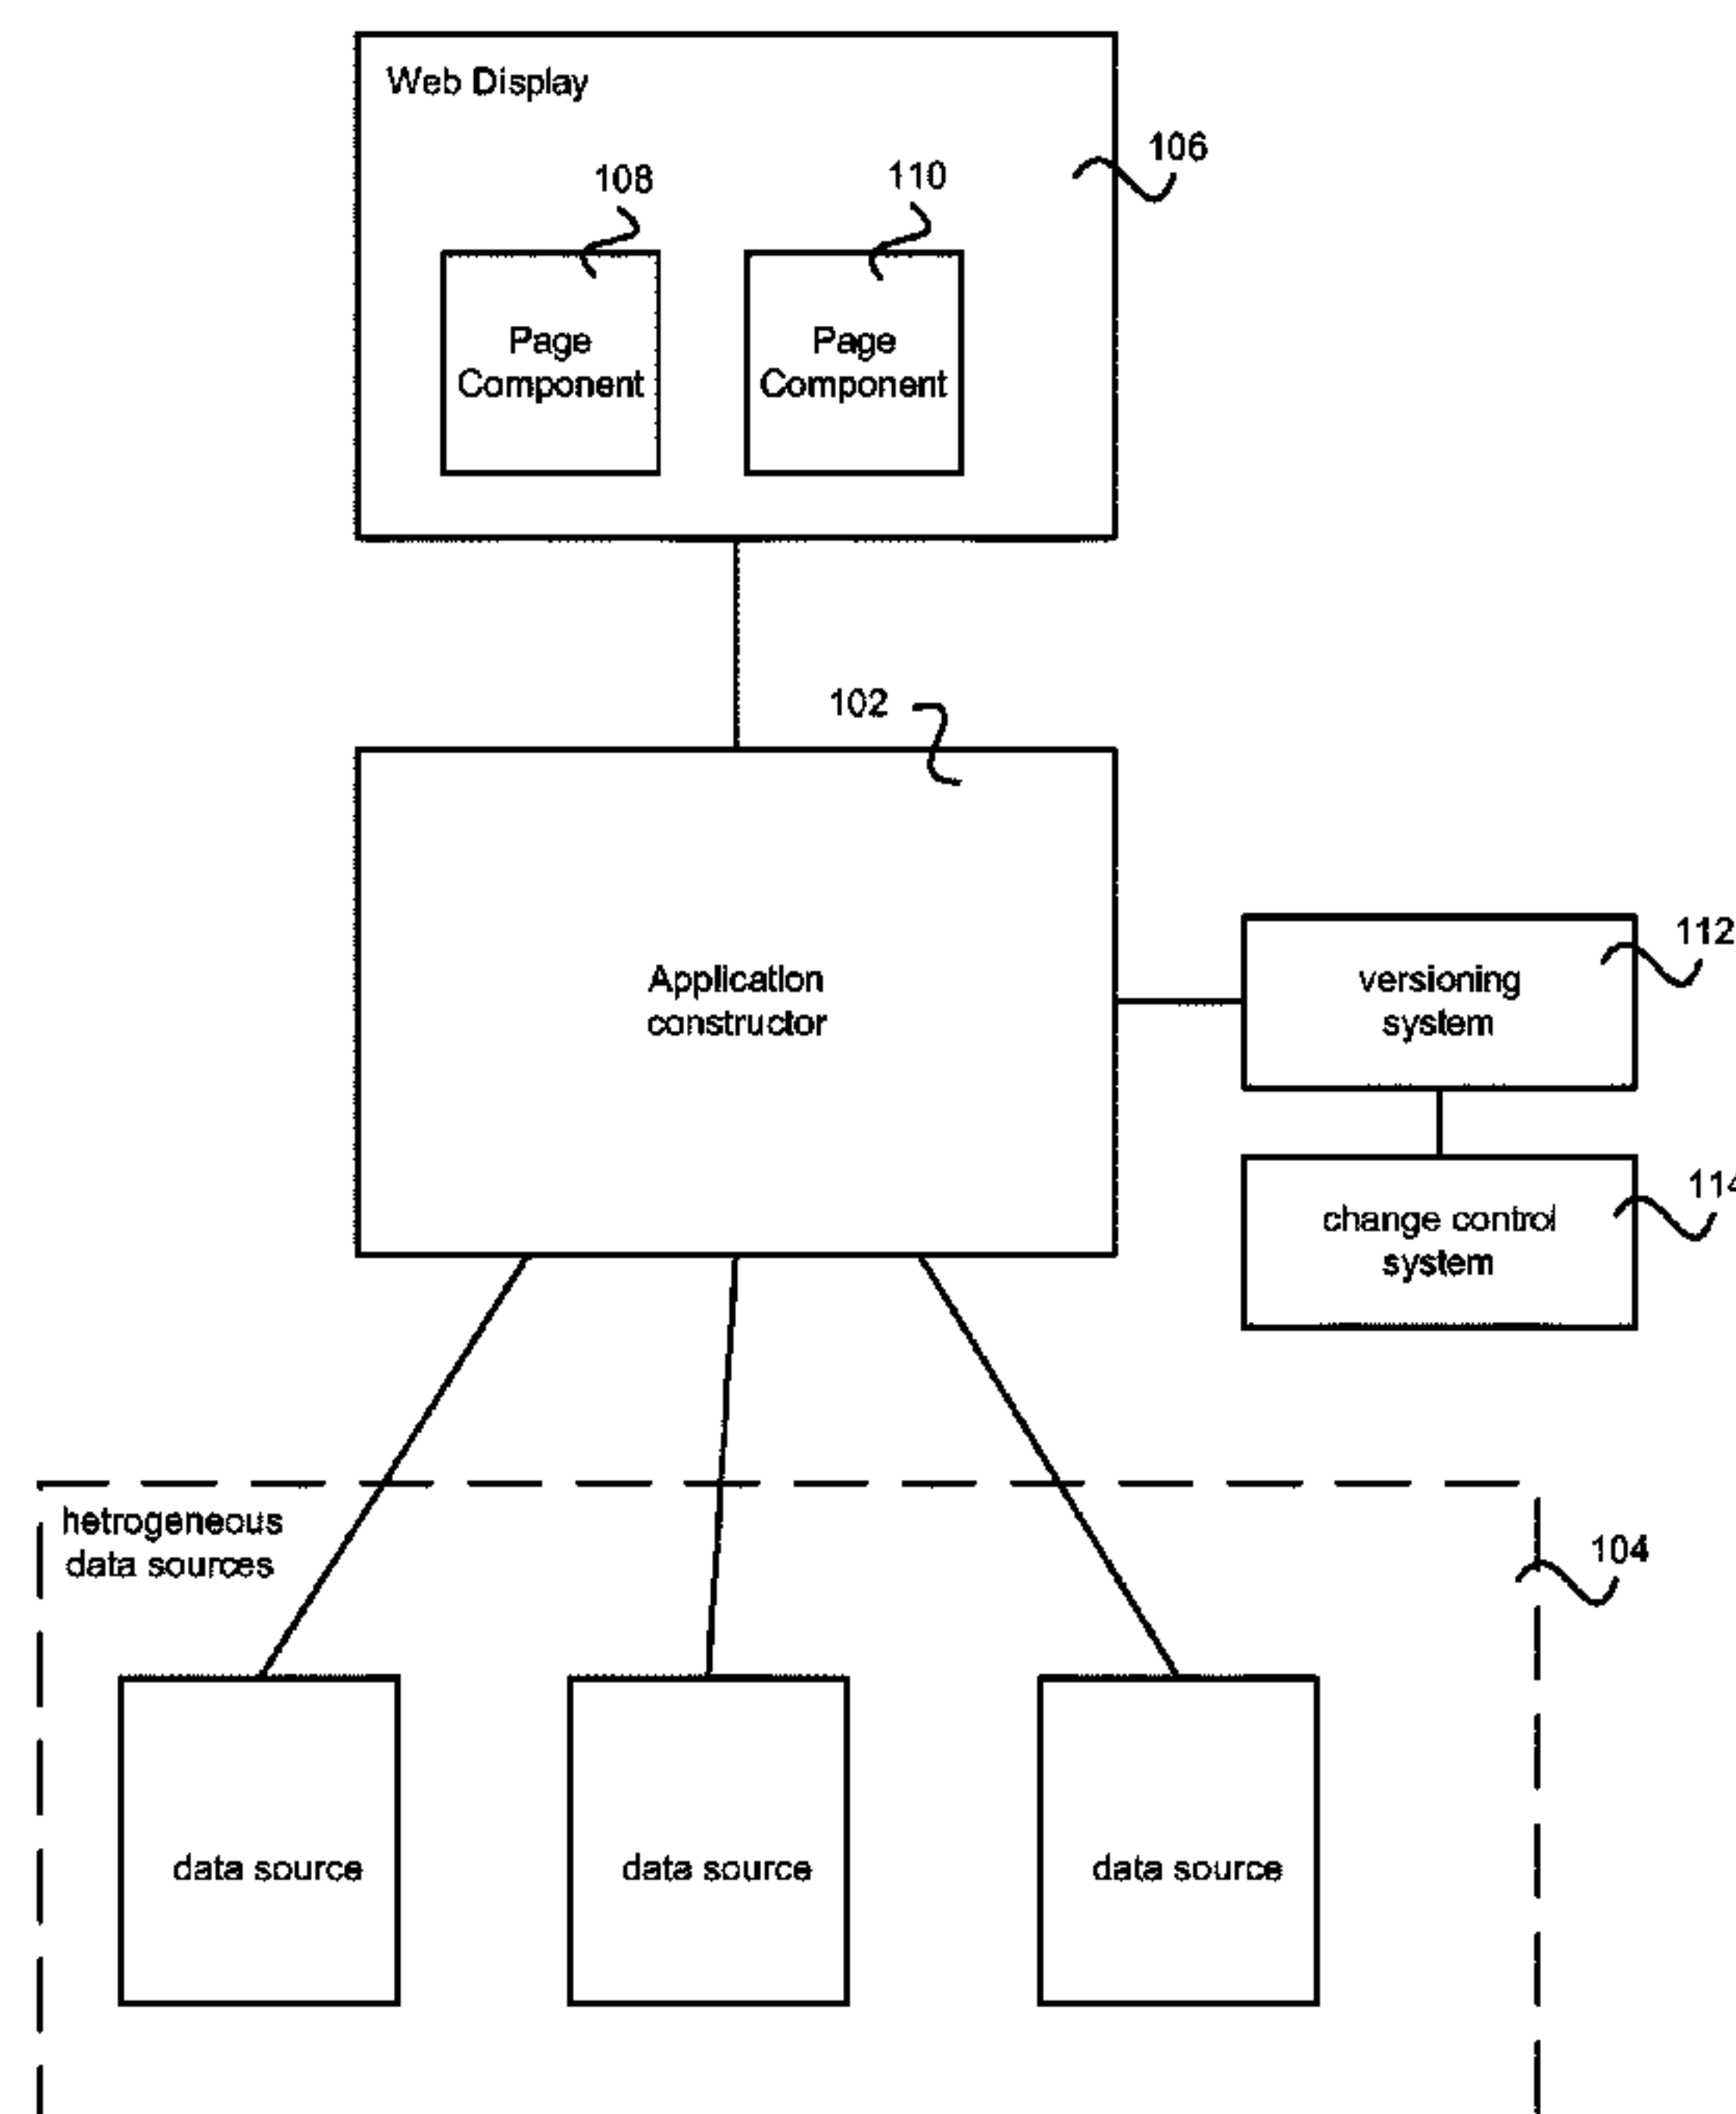 Web Display
106
108
110
Page
Component
Page
Component
102
Application
constructor
112
versioning
system
114
change control
system
hetrogeneous
data sources
104
data source
data source
data source